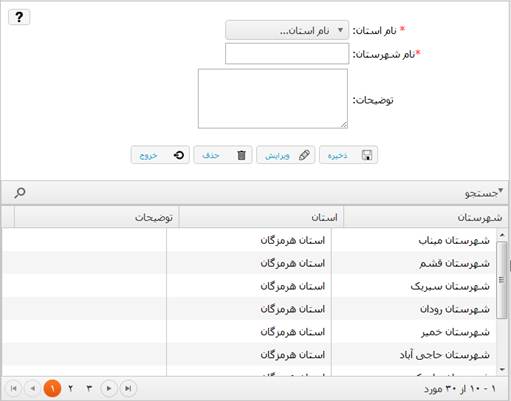 ?
* نام استان: نام استان...
*نام شهرستان:
توضیحات:
ذخیره ویرایش حذف خروج
جستجو
شهرستان استان توضیحات
شهرستان میناب استان هرمزگان
شهرستان قشم استان هرمزگان
شهرستان سیریک استان هرمزگان
شهرستان رودان استان هرمزگان
شهرستان خمیر استان هرمزگان
شهرستان حاجی آباد استان هرمزگان
استان هرمزگان
۱ - ۱۰ از ۳۰ مورد ۳ ۲ ۱